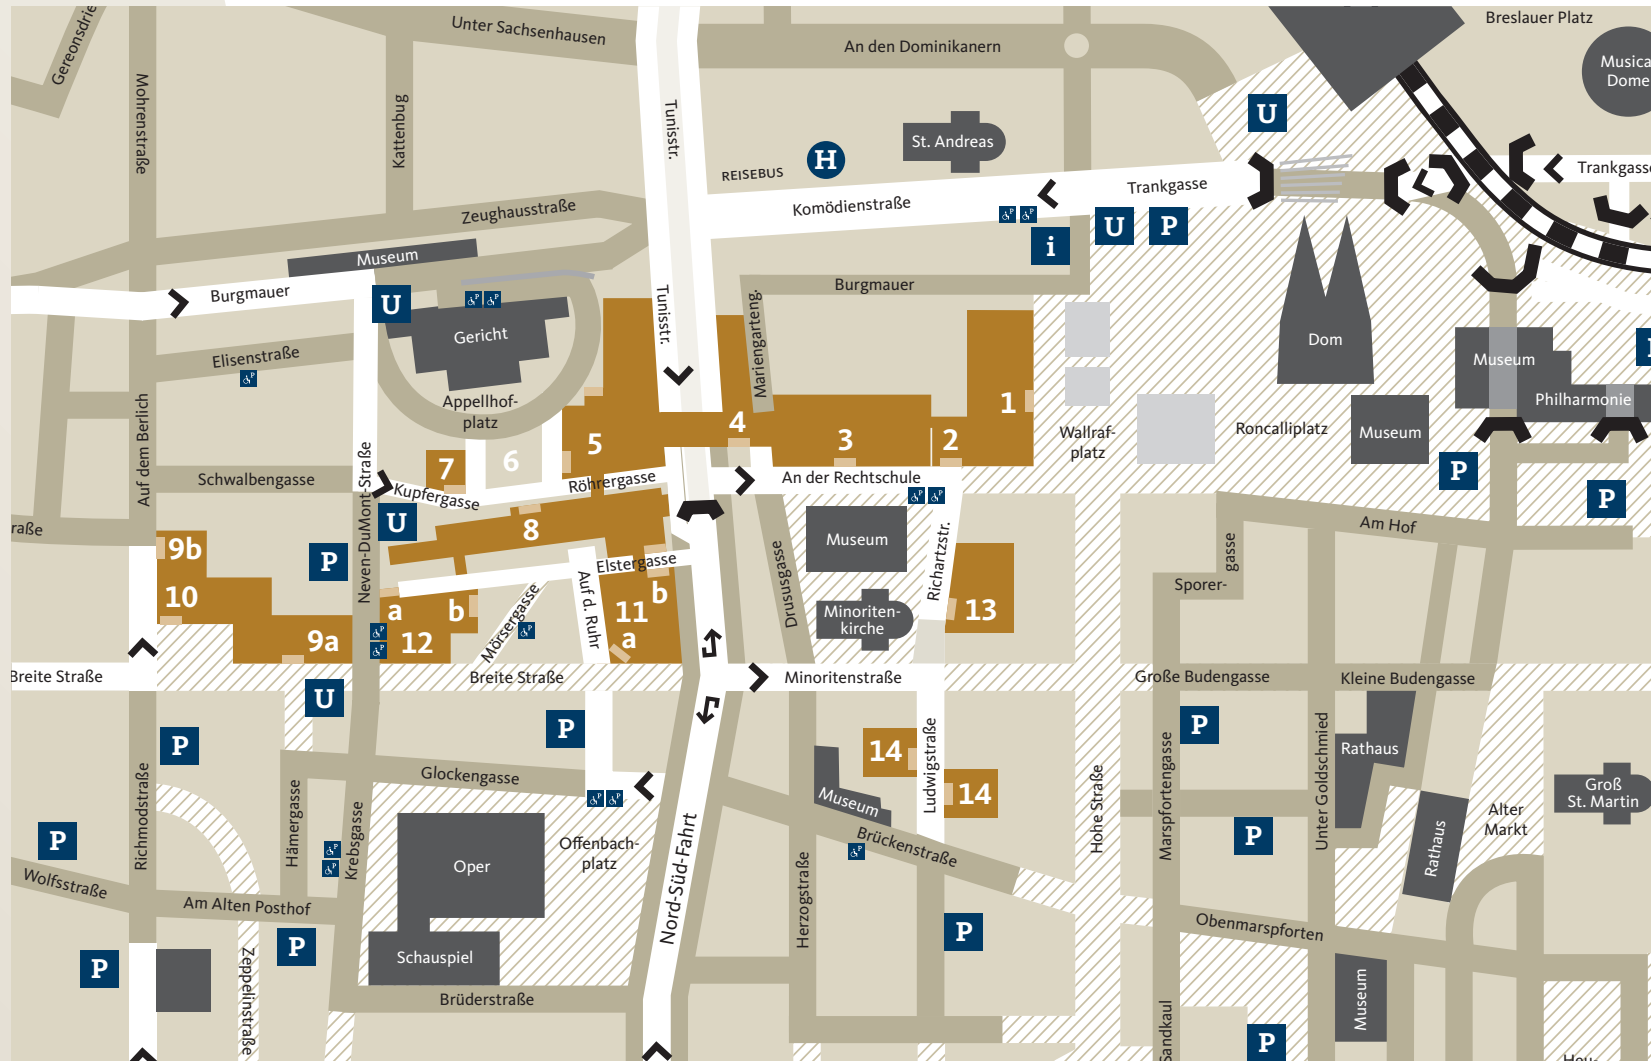 Gereonsdrie
Unter Sachsenhausen
An den Dominikanern
Breslauer Platz
Musica
Dome
Mohrenstraße
Kattenbug
Tunisstr.
U
St. Andreas
H
REISEBUS
Trankgasse
Trankgasse
Komödienstraße
Zeughausstraße
U
P
i
Museum
Burgmauer
U
Burgmauer
Gericht
Tunisstr.
Mariengarteng.
Elisenstraße
Dom
Museum
Philharmonie
Appellhof-
platz
1
2
3
4
5
6
7
Wallraf-
platz
Roncalliplatz
Museum
P
P
Auf dem Berlich
Schwalbengasse
Neven-DuMont-Straße
Kupfergasse
Röhrergasse
An der Rechtschule
U
8
raße
Am Hof
9b
P
Elstergasse
Museum
Richartzstr.
Drususgasse
Sporer-
gasse
10
a
b
12
Mörsergasse
Auf d. Ruhr
11
b
a
Minoriten-
kirche
13
9a
Breite Straße
Breite Straße
Minoritenstraße
Große Budengasse
Kleine Budengasse
U
P
P
P
14
14
Ludwigstraße
Rathaus
Richmodstraße
Hämergasse
Krebsgasse
Glockengasse
Museum
Brückenstraße
Hohe Straße
Marspfortengasse
Unter Goldschmied
Groß
St. Martin
Alter
Markt
Rathaus
P
P
Oper
Offenbach-
platz
Nord-Süd-Fahrt
Herzogstraße
Wolfsstraße
Am Alten Posthof
P
P
P
Obenmarspforten
Zeppelinstraße
Schauspiel
Brüderstraße
Museum
Sandkaul
P
Heu-